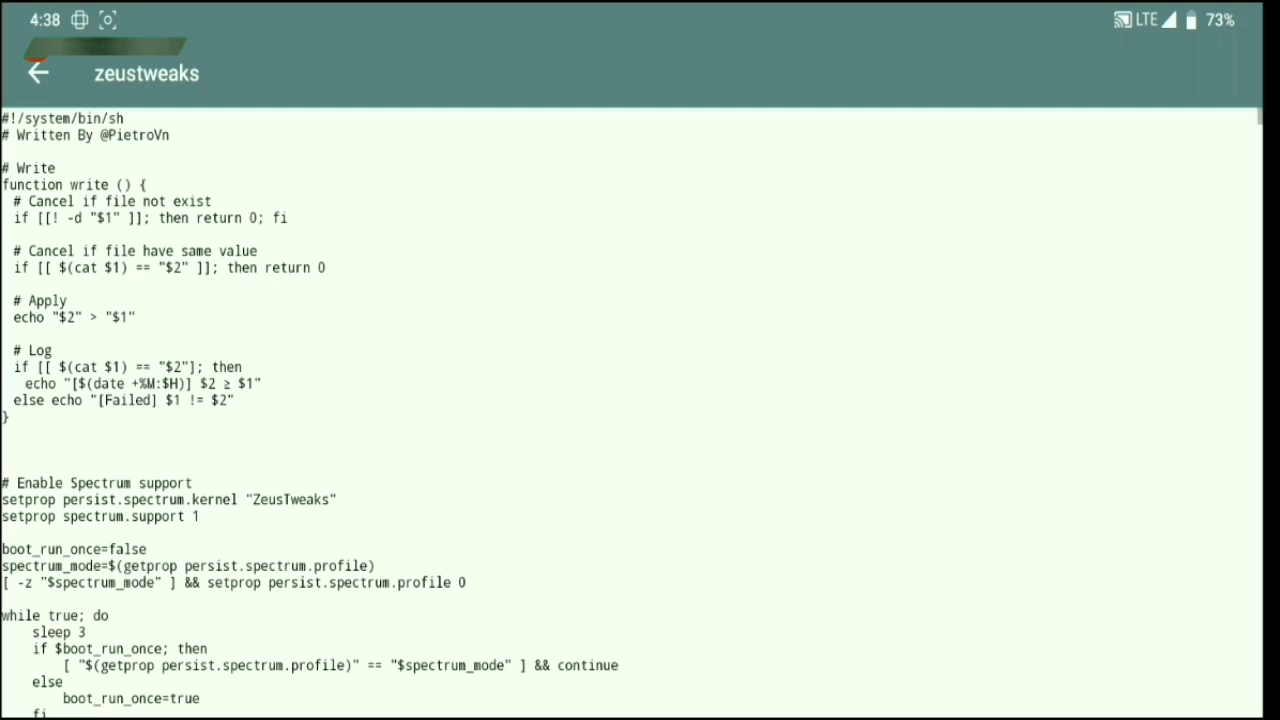 4:38 LTE 73%
zeustweaks
#!/system/bin/sh
# Written By @PietroVn
# Write
function write () {
# Cancel if file not exist
if [[! -d "$1" ]]; then return 0; fi
# Cancel if file have same value
if [[ $(cat $1) == "$2" ]]; then return 0
# Apply
echo "$2" > "$1"
# Log
if [[ $(cat $1) == "$2"]; then
echo "[$(date +%M:$H)] $2 ≥ $1"
else echo "[Failed] $1 != $2"
}
# Enable Spectrum support
setprop persist.spectrum.kernel "ZeusTweaks"
setprop spectrum.support 1
boot_run_once=false
spectrum_mode=$(getprop persist.spectrum.profile)
[ -z "$spectrum_mode" ] && setprop persist.spectrum.profile 0
while true; do
sleep 3
if $boot_run_once; then
[ "$(getprop persist.spectrum.profile)" == "$spectrum_mode" ] && continue
else
boot_run_once=true
fi